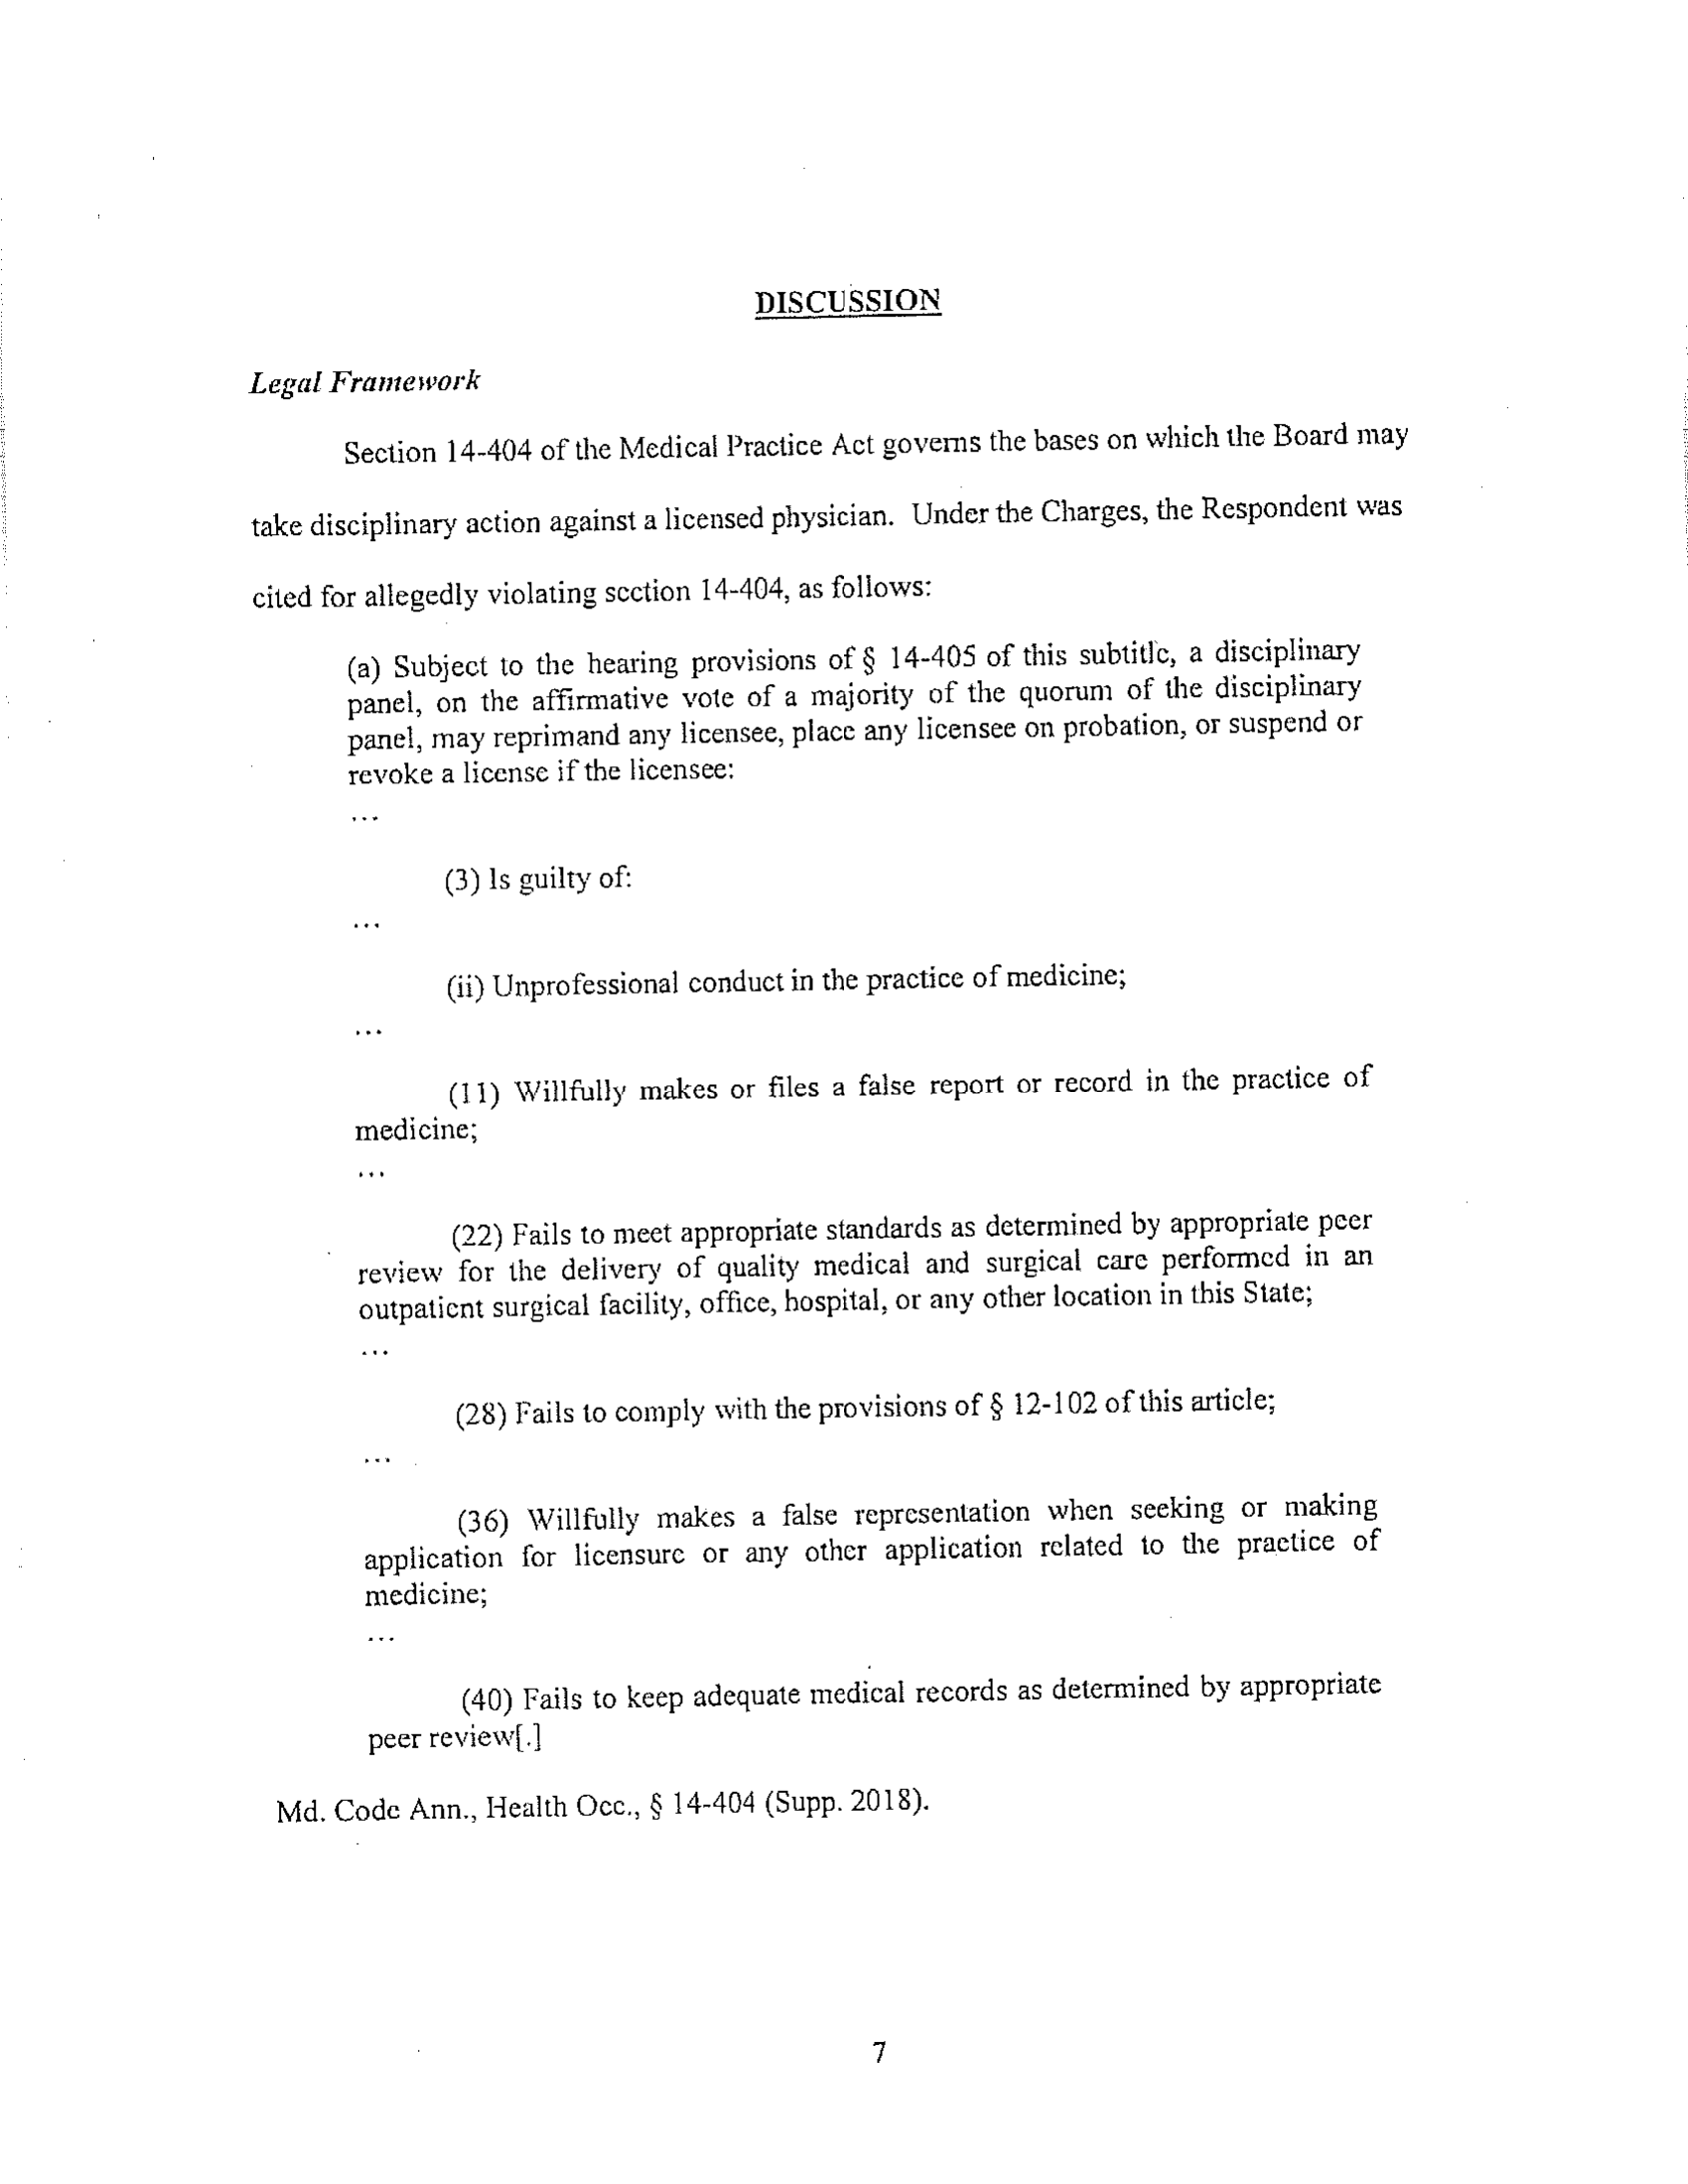 DISCUSSION
Legal Framework
Section 14-404 of the Medical Practice Act governs the bases on which the Board may
take disciplinary action against a licensed physician. Under the Charges, the Respondent was
cited for allegedly violating section 14-404, as follows:
(a) Subject to the hearing provisions of § 14-405 of this subtitle, a disciplinary
panel, on the affirmative vote of a majority of the quorum of the disciplinary
panel, may reprimand any licensee, place any licensee on probation, or suspend or
revoke a license if the licensee:
...
(3) Is guilty of:
...
(ii) Unprofessional conduct in the practice of medicine;
...
(11) Willfully makes or files a false report or record in the practice of
medicine;
...
(22) Fails to meet appropriate standards as determined by appropriate peer
review for the delivery of quality medical and surgical care performed in an
outpatient surgical facility, office, hospital, or any other location in this State;
...
(28) Fails to comply with the provisions of § 12-102 of this article;
...
(36) Willfully makes a false representation when seeking or making
application for licensure or any other application related to the practice of
medicine;
...
(40) Fails to keep adequate medical records as determined by appropriate
peer review[.]
Md. Code Ann., Health Occ., § 14-404 (Supp. 2018).
7